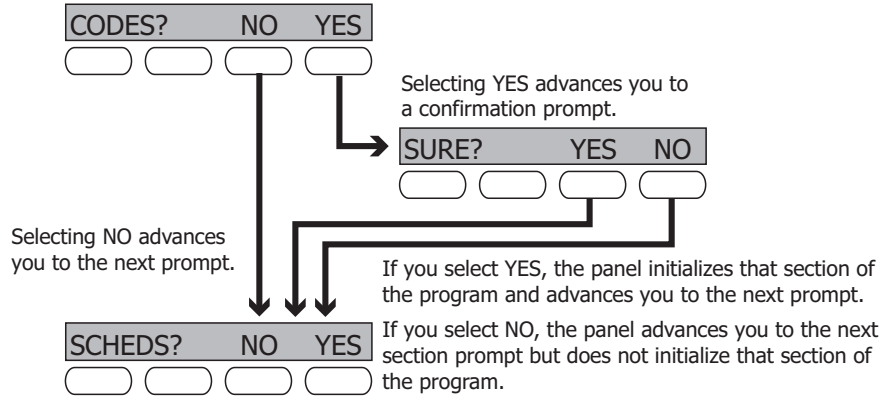 CODES? NO YES
Selecting YES advances you to
a confirmation prompt.
SURE? YES NO
Selecting NO advances
you to the next prompt.
If you select YES, the panel initializes that section of
the program and advances you to the next prompt.
SCHEDS? NO YES
If you select NO, the panel advances you to the next
section prompt but does not initialize that section of
the program.